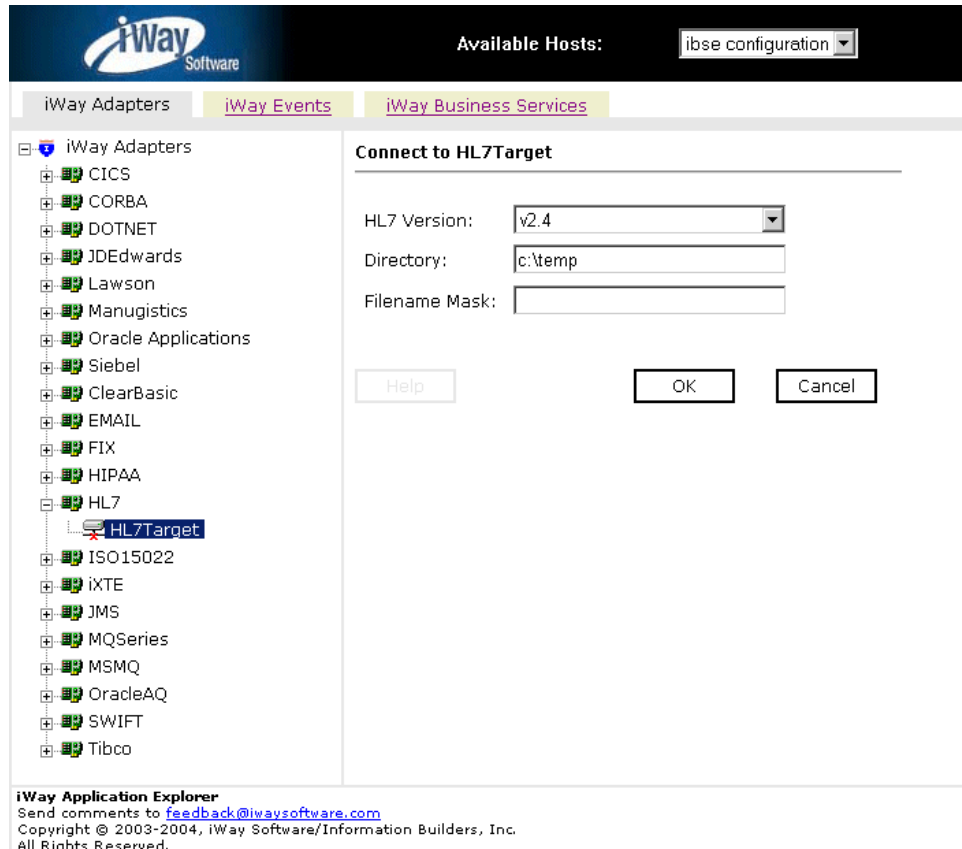 iWay
Software
Available Hosts:
ibse configuration
iWay Adapters
iWay Events
iWay Business Services
iWay Adapters
CICS
CORBA
DOTNET
JDEdwards
Lawson
Manugistics
Oracle Applications
Siebel
ClearBasic
EMAIL
FIX
HIPAA
HL7
HL7Target
ISO15022
iXTE
JMS
MQSeries
MSMQ
OracleAQ
SWIFT
Tibco
Connect to HL7Target
HL7 Version: v2.4
Directory: c:\temp
Filename Mask:
Help OK Cancel
iWay Application Explorer
Send comments to feedback@iwaysoftware.com
Copyright © 2003-2004, iWay Software/Information Builders, Inc.
All Rights Reserved.